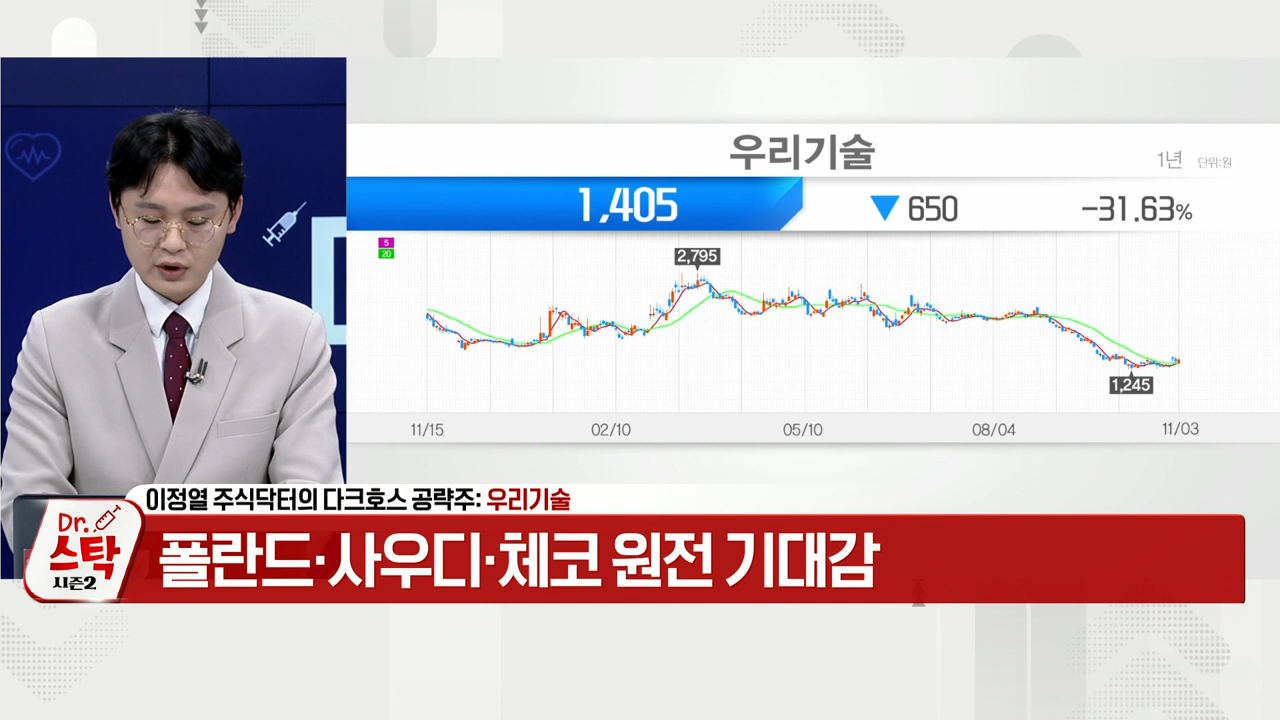 우리기술
1년 단위:원
1,405 ▼ 650 -31.63%
5
20
2,795
1,245
11/15 02/10 05/10 08/04 11/03
이정열 주식닥터의 다크호스 공략주: 우리기술
Dr.
스탁
시즌2
폴란드·사우디·체코 원전 기대감